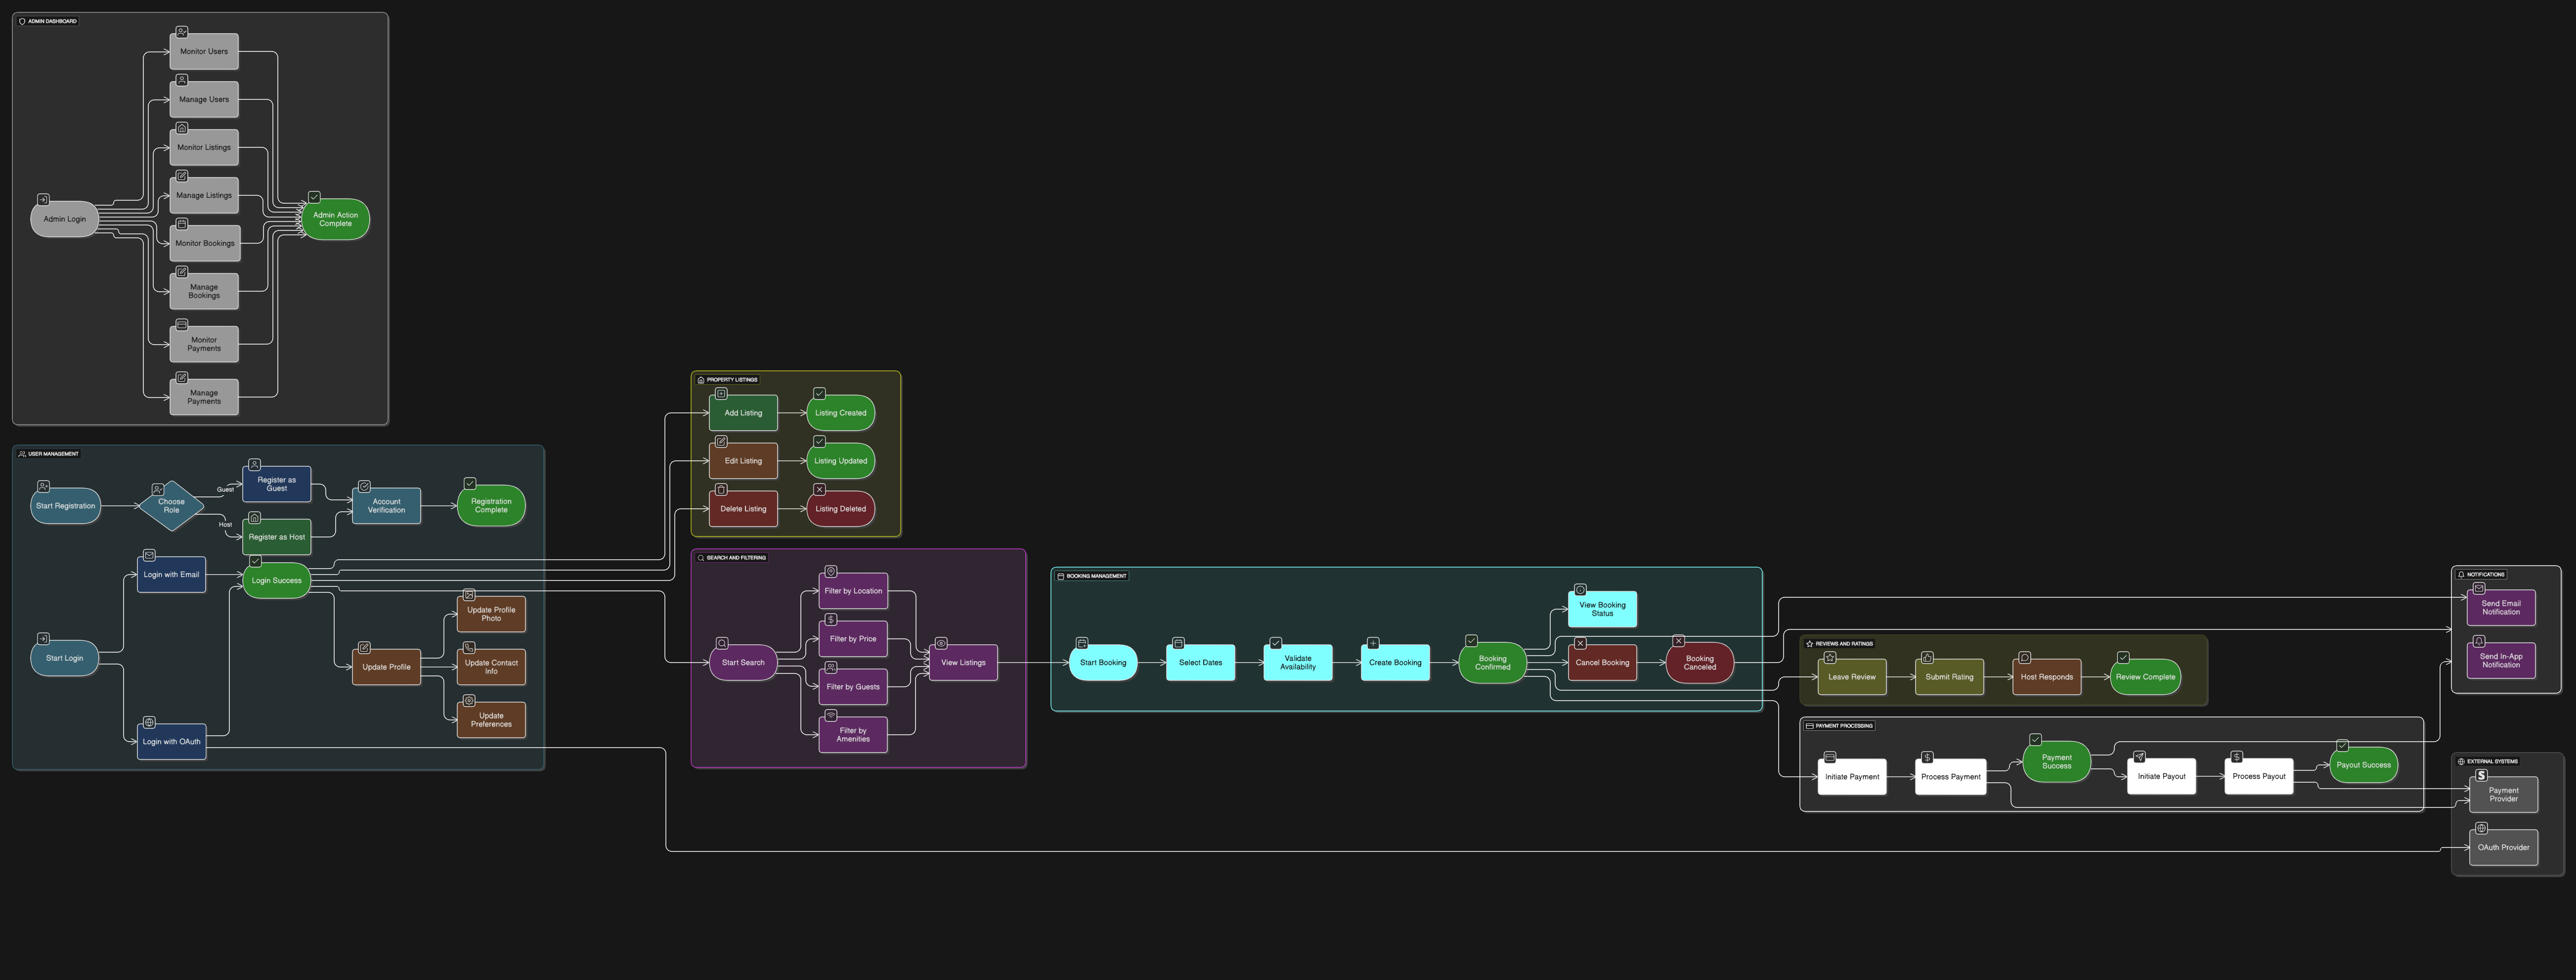 ADMIN DASHBOARD
Monitor Users
Manage Users
Monitor Listings
Manage Listings
Admin Login
Admin Action
Complete
Monitor Bookings
Manage
Bookings
Monitor
Payments
Manage
Payments
USER MANAGEMENT
Start Registration
Choose
Role
Guest
Host
Register as
Guest
Register as Host
Account
Verification
Registration
Complete
Login with Email
Login Success
Start Login
Login with OAuth
Update Profile
Update Profile
Photo
Update Contact
Info
Update
Preferences
PROPERTY LISTINGS
Add Listing
Listing Created
Edit Listing
Listing Updated
Delete Listing
Listing Deleted
SEARCH AND FILTERING
Start Search
Filter by Location
Filter by Price
Filter by Guests
Filter by
Amenities
View Listings
BOOKING MANAGEMENT
Start Booking
Select Dates
Validate
Availability
Create Booking
Booking
Confirmed
View Booking
Status
Cancel Booking
Booking
Canceled
REVIEWS AND RATINGS
Leave Review
Submit Rating
Host Responds
Review Complete
PAYMENT PROCESSING
Initiate Payment
Process Payment
Payment
Success
Initiate Payout
Process Payout
Payout Success
NOTIFICATIONS
Send Email
Notification
Send In-App
Notification
EXTERNAL SYSTEMS
Payment
Provider
OAuth Provider